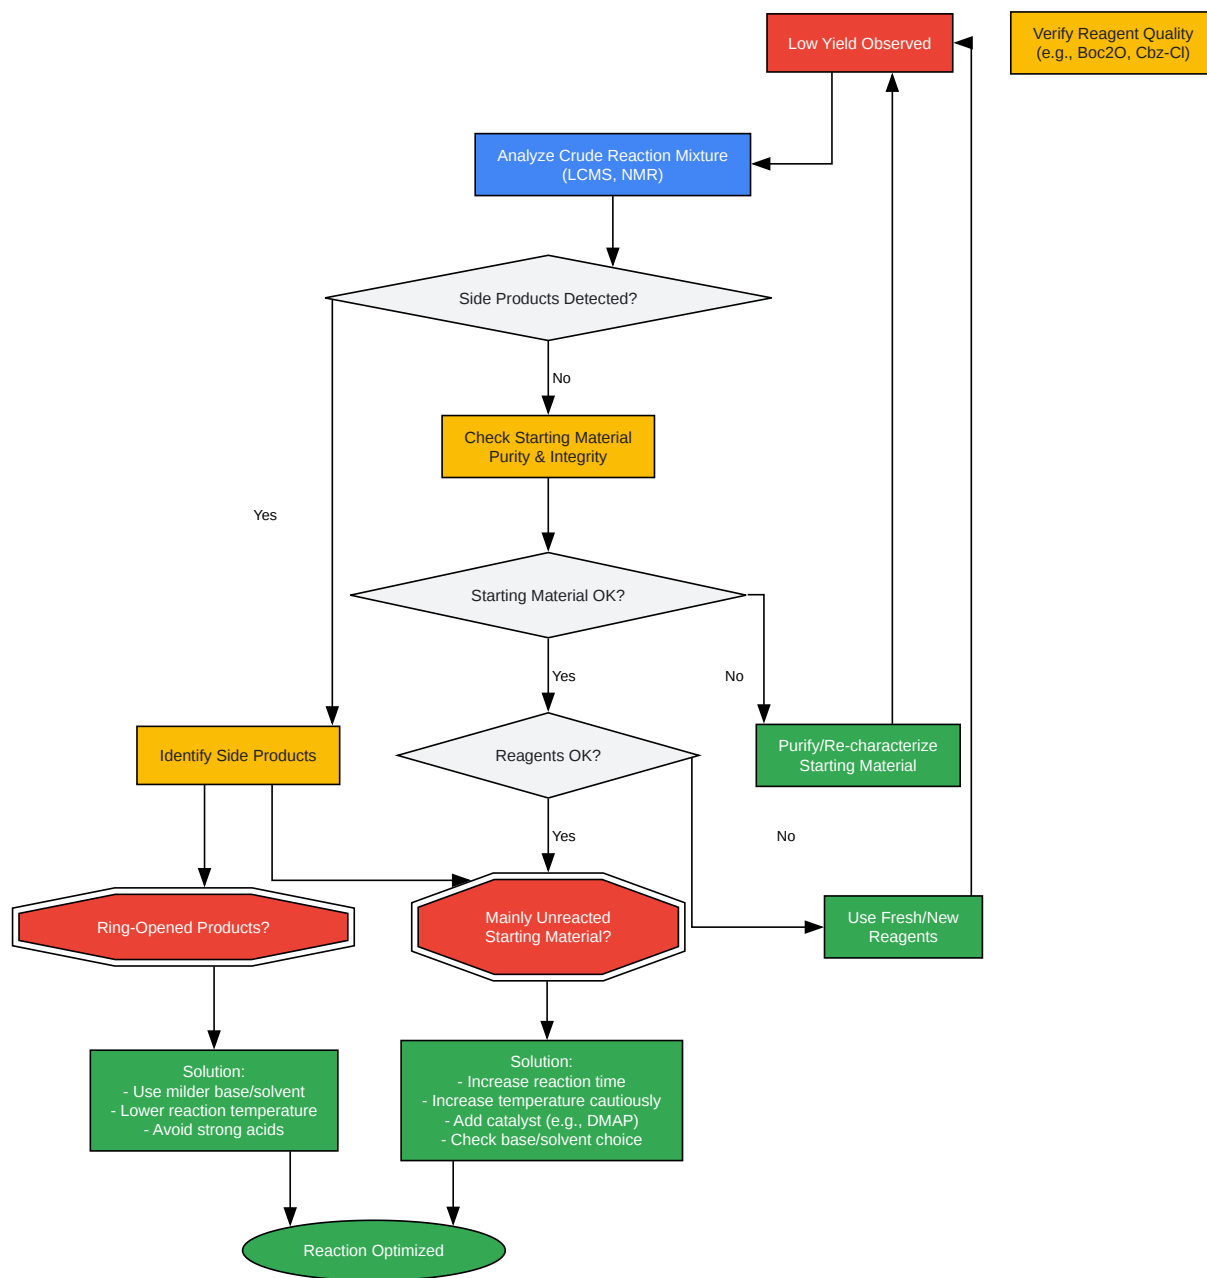 Low Yield Observed
Verify Reagent Quality
(e.g., Boc2O, Cbz-Cl)
Analyze Crude Reaction Mixture
(LCMS, NMR)
Side Products Detected?
No
Check Starting Material
Purity & Integrity
Yes
Starting Material OK?
Yes
No
Identify Side Products
Reagents OK?
Purify/Re-characterize
Starting Material
Yes
No
Ring-Opened Products?
Mainly Unreacted
Starting Material?
Use Fresh/New
Reagents
Solution:
- Use milder base/solvent
- Lower reaction temperature
- Avoid strong acids
Solution:
- Increase reaction time
- Increase temperature cautiously
- Add catalyst (e.g., DMAP)
- Check base/solvent choice
Reaction Optimized